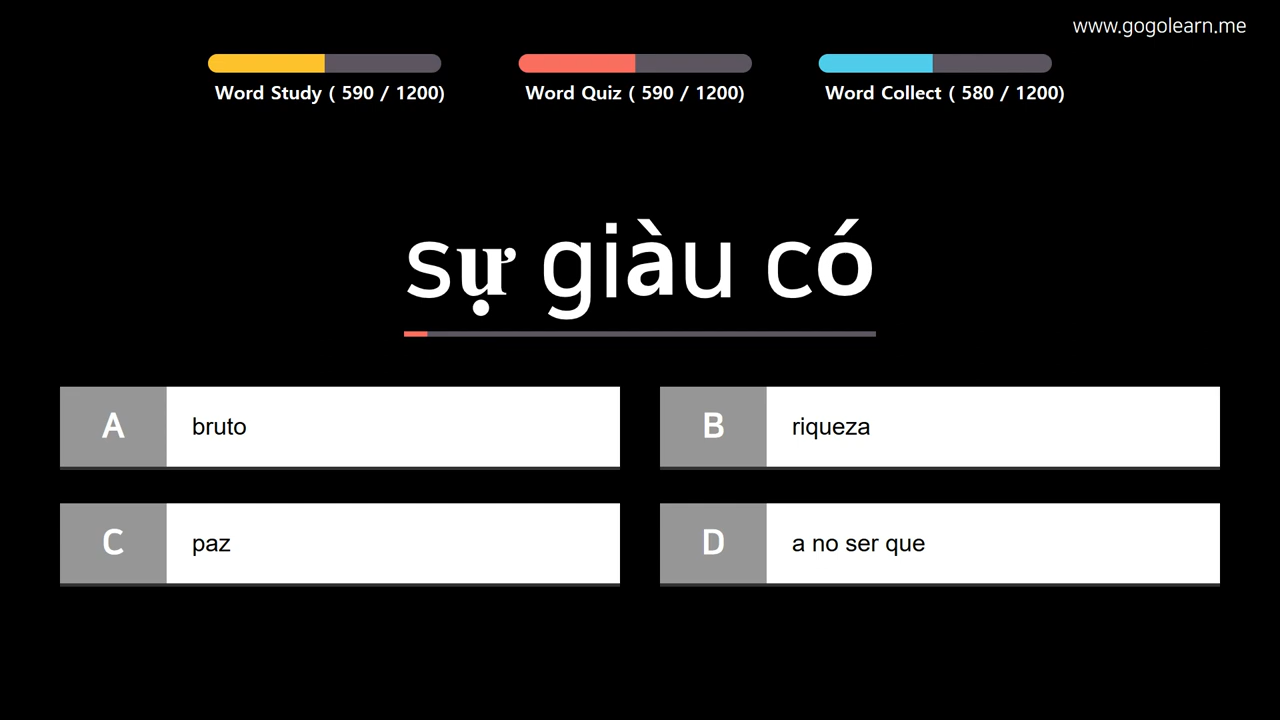 www.gogolearn.me
Word Study ( 590 / 1200)
Word Quiz ( 590 / 1200)
Word Collect ( 580 / 1200)
sự giàu có
A bruto
B riqueza
C paz
D a no ser que